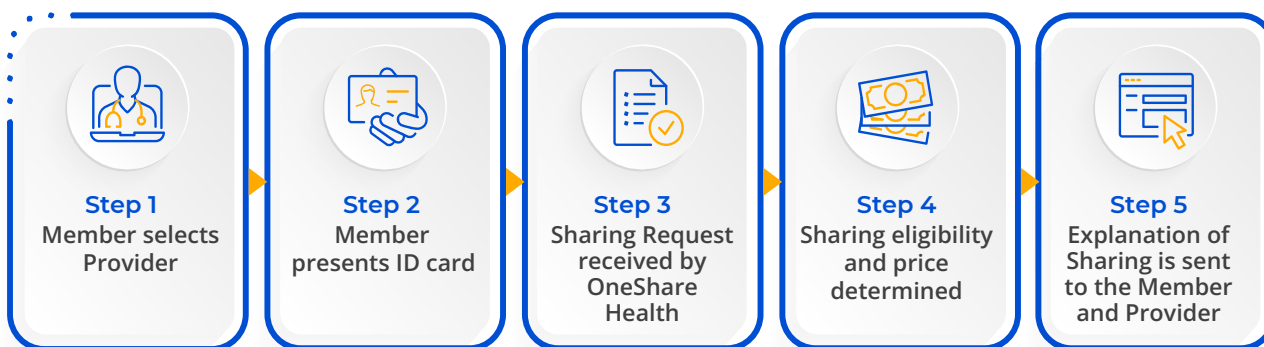 Step 1
Member selects
Provider
Step 2
Member
presents ID card
Step 3
Sharing Request
received by
OneShare
Health
Step 4
Sharing eligibility
and price
determined
Step 5
Explanation of
Sharing is sent
to the Member
and Provider